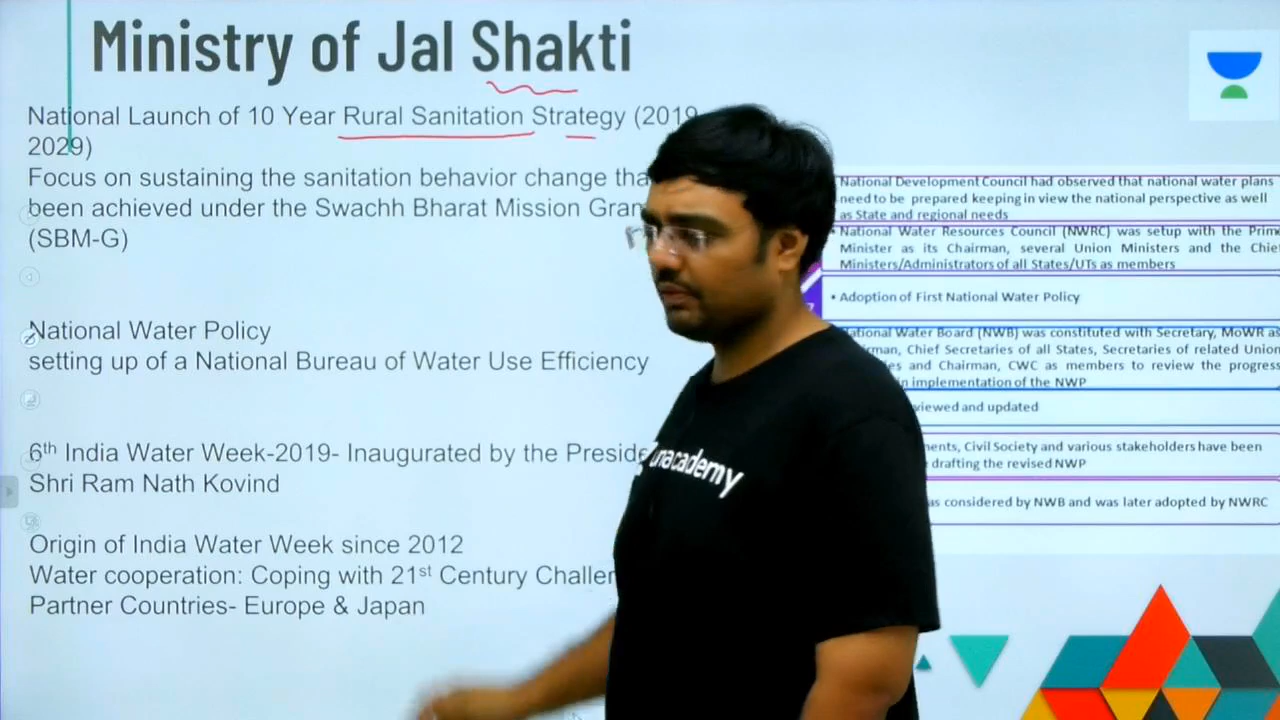 Ministry of Jal Shakti
National Launch of 10 Year Rural Sanitation Strategy (2019
2029)
Focus on sustaining the sanitation behavior change
been achieved under the Swachh Bharat Mission
(SBM-G)
National Water Policy
setting up of a National Bureau of Water Use Efficiency
6th India Water Week-2019- Inaugurated by the
Shri Ram Nath Kovind
Origin of India Water Week since 2012
Water cooperation: Coping with 21st Century
Partner Countries- Europe & Japan
National Development Council had observed that national water plans
need to be prepared keeping in view the national perspective as well
as State and regional needs
• National Water Resources Council (NWRC) was setup with the
Minister as its Chairman, several Union Ministers and the
Ministers/Administrators of all States/UTs as members
• Adoption of First National Water Policy
National Water Board (NWB) was constituted with Secretary, MoWR as
Chief Secretaries of all States, Secretaries of related Union
and Chairman, CWC as members to review the progress
implementation of the NWP
and updated
Civil Society and various stakeholders have been
drafting the revised NWP
considered by NWB and was later adopted by NWRC
unacademy